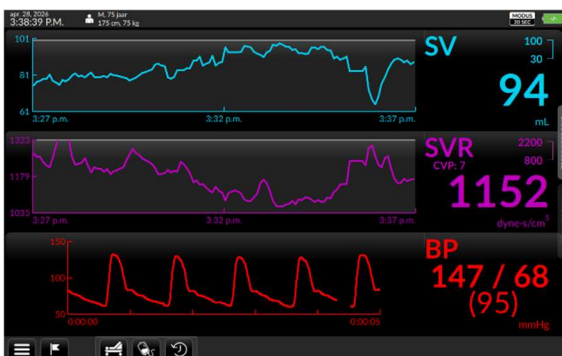 apr. 28, 2026
3:38:39 P.M.
M, 75 jaar
175 cm, 75 kg
MODUS
20 SEC
101
81
61
3:27 p.m.
3:32 p.m.
3:37 p.m.
SV
100
30
94
mL
1323
1179
1035
3:27 p.m.
3:32 p.m.
3:37 p.m.
SVR
CVP: 7
2200
800
1152
dyne-s/cm⁵
150
100
50
0:00:00
0:00:05
BP
147 / 68
(95)
mmHg